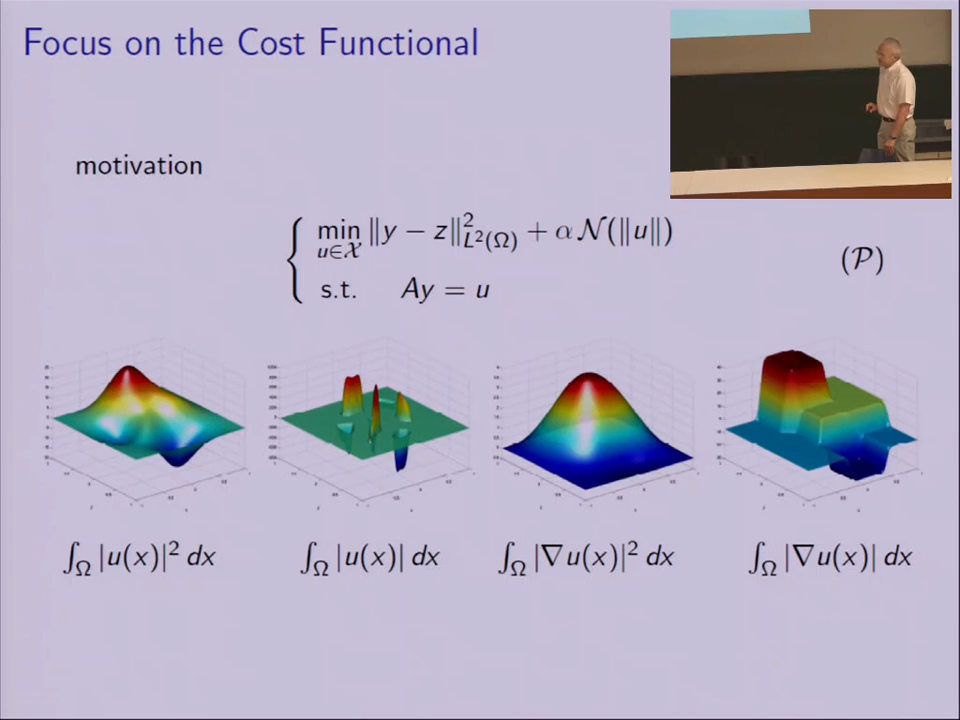 Focus on the Cost Functional
motivation
min ∥y − z∥²_{L²(Ω)} + α 𝒩(∥u∥)
u∈𝒳
s.t. Ay = u
(𝒫)
∫_Ω |u(x)|² dx
∫_Ω |u(x)| dx
∫_Ω |∇u(x)|² dx
∫_Ω |∇u(x)| dx